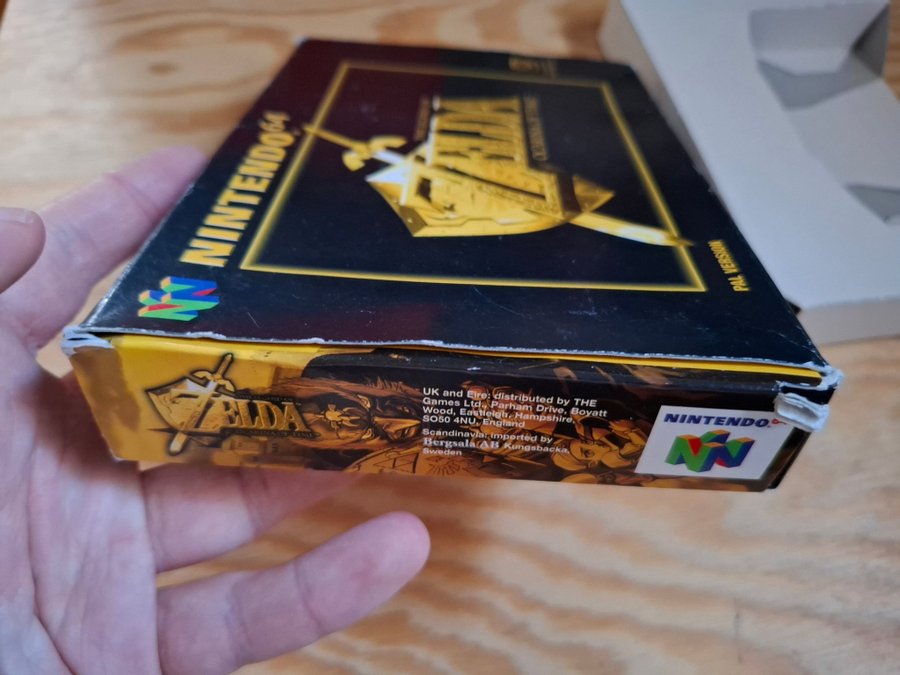 NINTENDO64
ZELDA
PAL VERSION
ZELDA
UK and Eire: distributed by THE
Games Ltd., Parham Drive, Boyatt
Wood, Eastleigh, Hampshire,
SO50 4NU, England
Scandinavia: imported by
Bergsala AB Kungsbacka,
Sweden
NINTENDO64